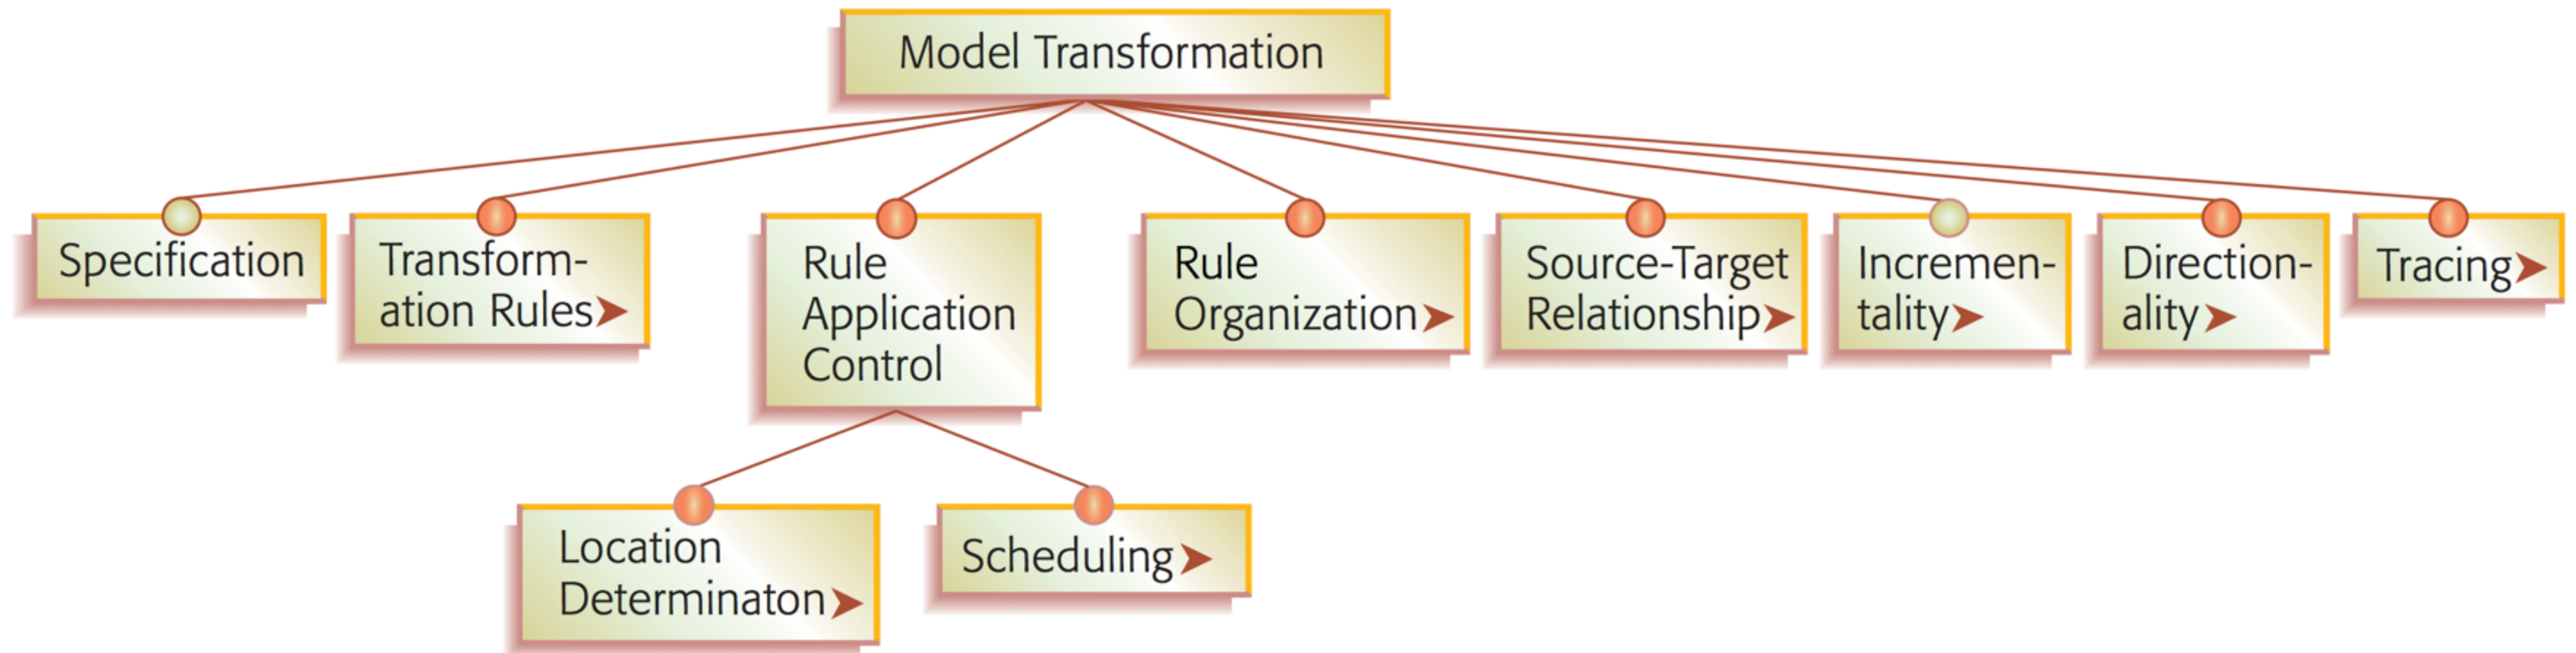 Model Transformation
Specification
Transform-
ation Rules
Rule
Application
Control
Rule
Organization
Source-Target
Relationship
Incremen-
tality
Direction-
ality
Tracing
Location
Determinaton
Scheduling